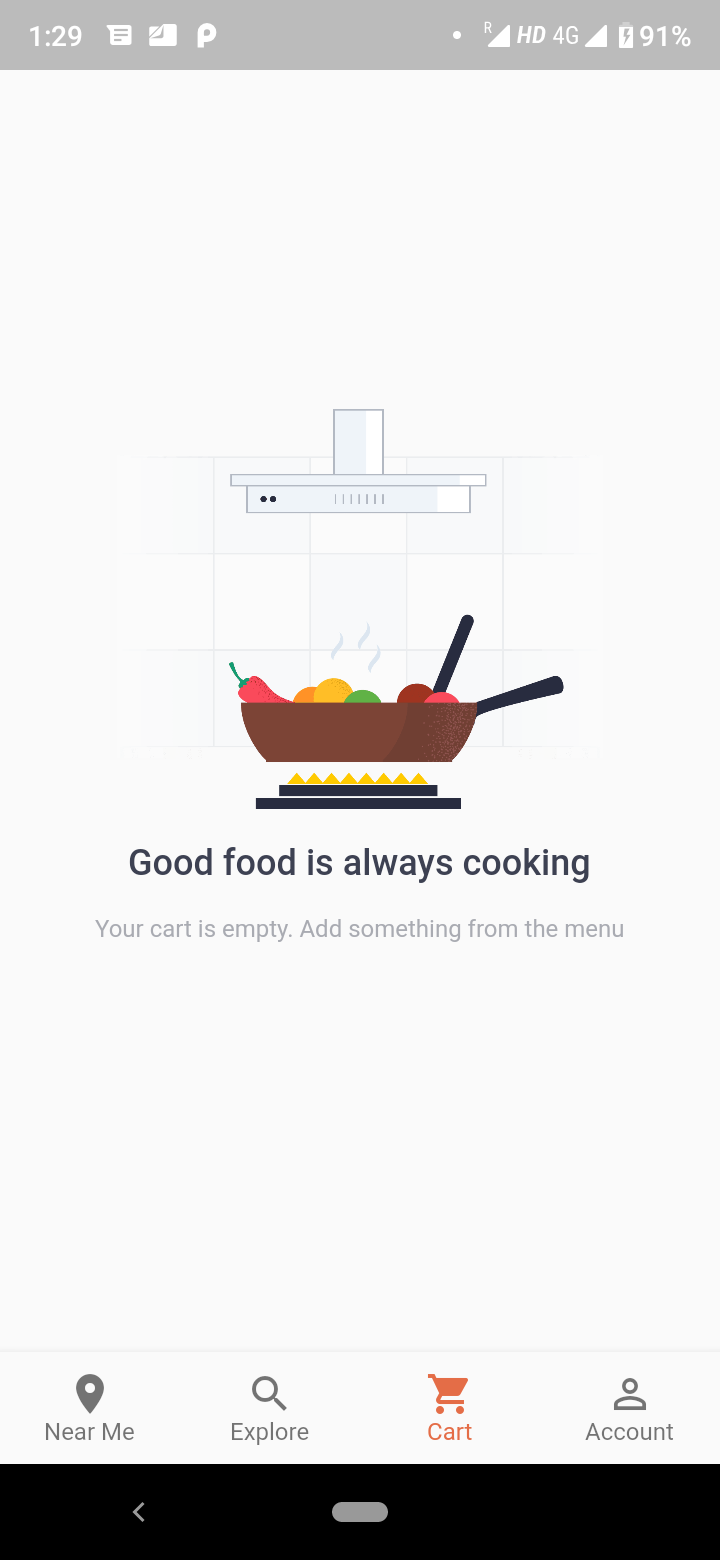 1:29 R HD 4G 91%
Good food is always cooking
Your cart is empty. Add something from the menu
Near Me Explore Cart Account